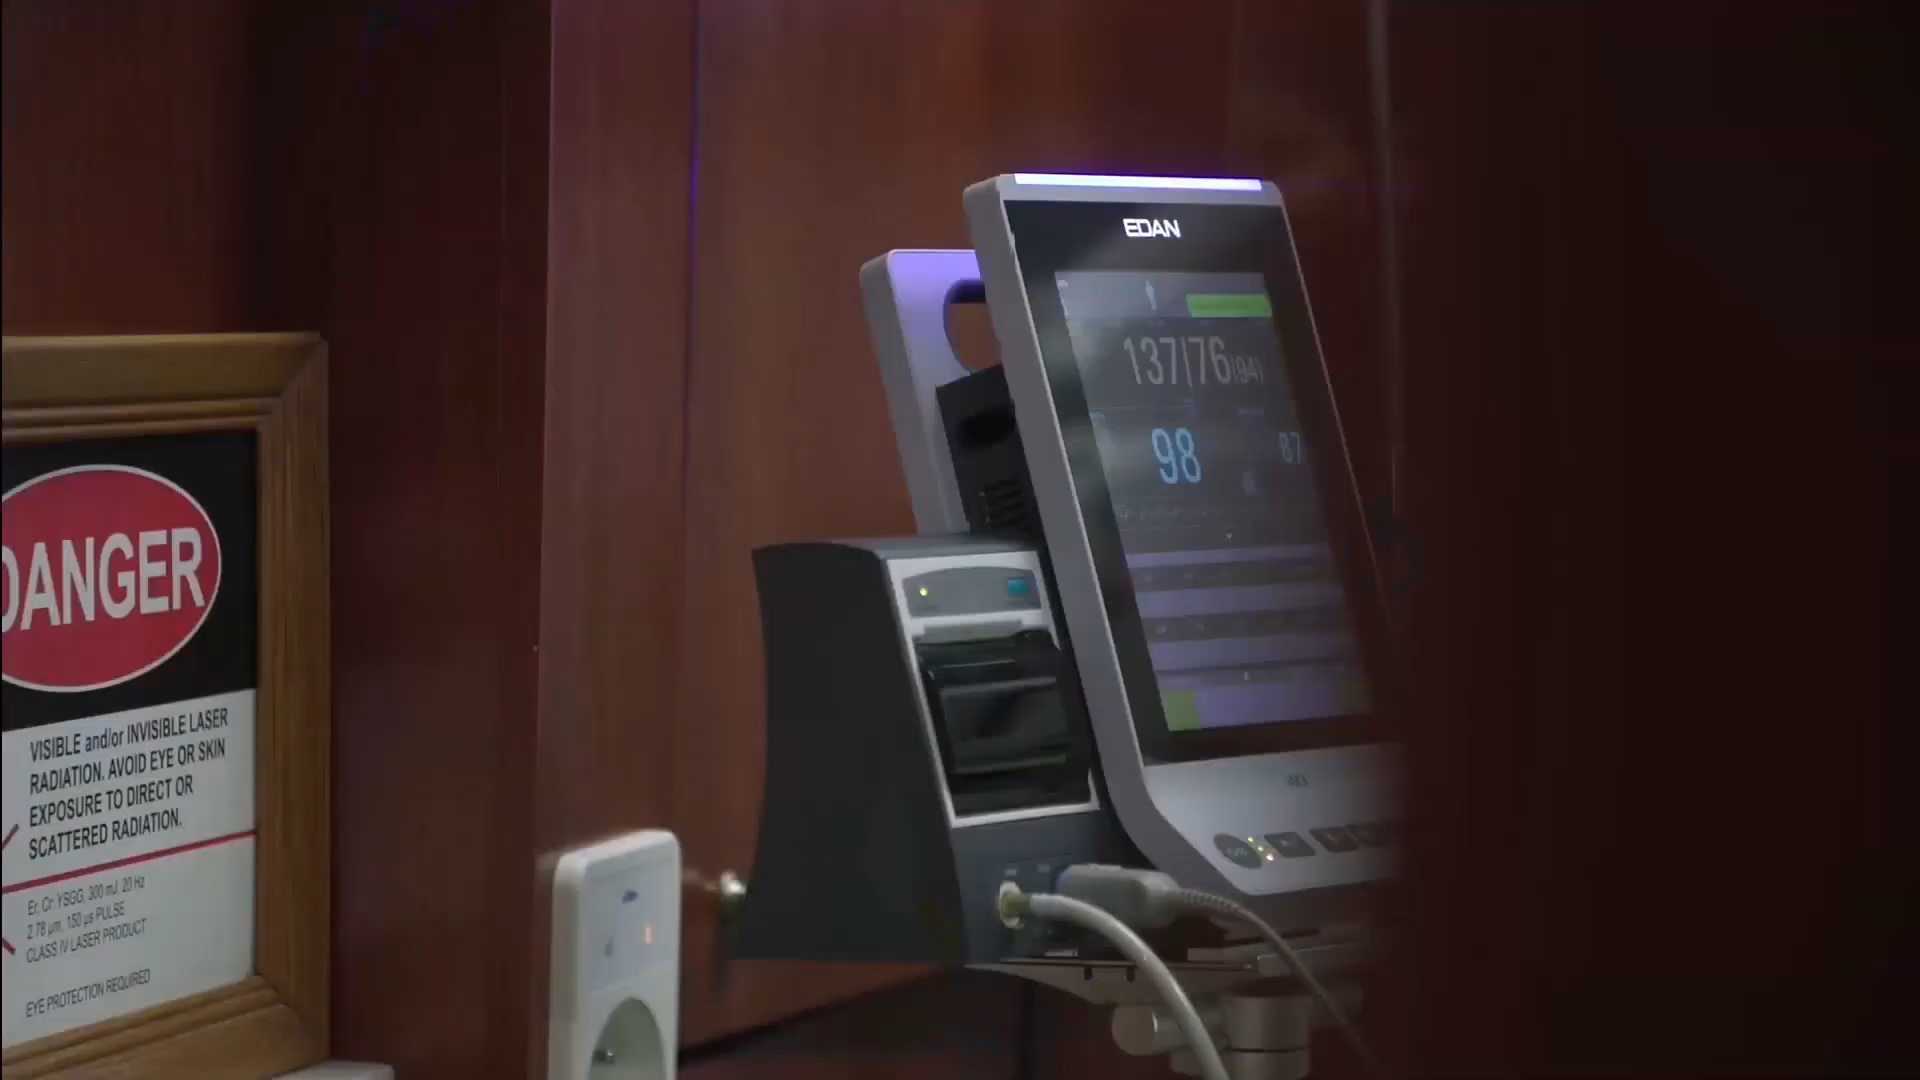 DANGER
VISIBLE and/or INVISIBLE LASER
RADIATION. AVOID EYE OR SKIN
EXPOSURE TO DIRECT OR
SCATTERED RADIATION.
Er, Cr: YSGG, 300 mJ, 20 Hz
2.78 µm, 150 µs PULSE
CLASS IV LASER PRODUCT
EYE PROTECTION REQUIRED
EDAN
137|76(94)
98
87